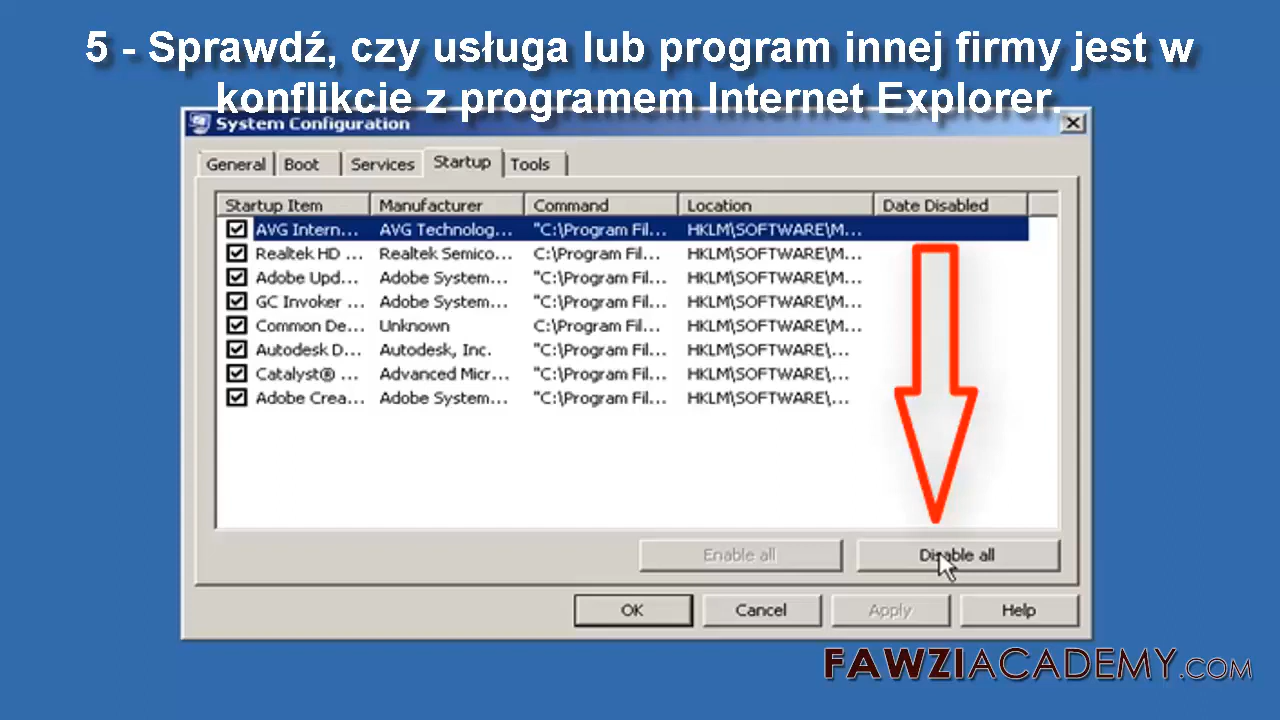 5 - Sprawdź, czy usługa lub program innej firmy jest w
konflikcie z programem Internet Explorer.
System Configuration
General Boot Services Startup Tools
Startup Item Manufacturer Command Location Date Disabled
AVG Intern... AVG Technolog... "C:\Program Fil... HKLM\SOFTWARE\M...
Realtek HD ... Realtek Semico... C:\Program Fil... HKLM\SOFTWARE\M...
Adobe Upd... Adobe System... "C:\Program Fil... HKLM\SOFTWARE\M...
GC Invoker ... Adobe System... "C:\Program Fil... HKLM\SOFTWARE\M...
Common De... Unknown C:\Program Fil... HKLM\SOFTWARE\M...
Autodesk D... Autodesk, Inc. "C:\Program Fil... HKLM\SOFTWARE\...
Catalyst® ... Advanced Micr... "C:\Program Fil... HKLM\SOFTWARE\...
Adobe Crea... Adobe System... "C:\Program Fil... HKLM\SOFTWARE\...
Enable all Disable all
OK Cancel Apply Help
FAWZIACADEMY.COM